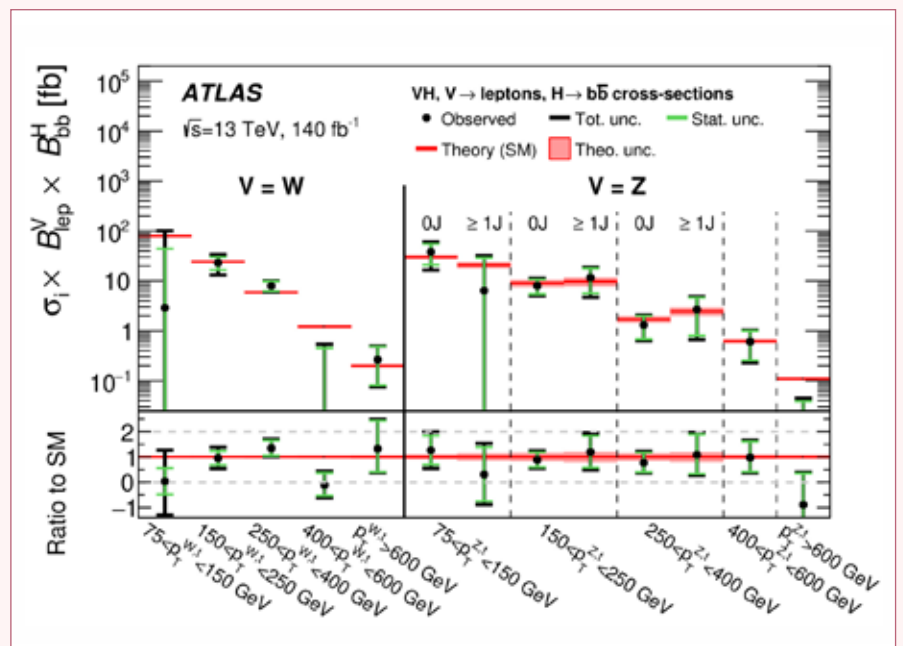 σᵢ × B^V_lep × B^H_bb [fb]
10⁵
10⁴
10³
10²
10
1
10⁻¹
ATLAS
√s=13 TeV, 140 fb⁻¹
VH, V→ leptons, H→ bb̄ cross-sections
Observed
Tot. unc.
Stat. unc.
Theory (SM)
Theo. unc.
V = W
V = Z
0J ≥ 1J 0J ≥ 1J 0J ≥ 1J
Ratio to SM
2
1
0
−1
75<p_T^{W,t}<150 GeV
150<p_T^{W,t}<250 GeV
250<p_T^{W,t}<400 GeV
400<p_T^{W,t}<600 GeV
p_T^{W,t}>600 GeV
75<p_T^{Z,t}<150 GeV
150<p_T^{Z,t}<250 GeV
250<p_T^{Z,t}<400 GeV
400<p_T^{Z,t}<600 GeV
p_T^{Z,t}>600 GeV